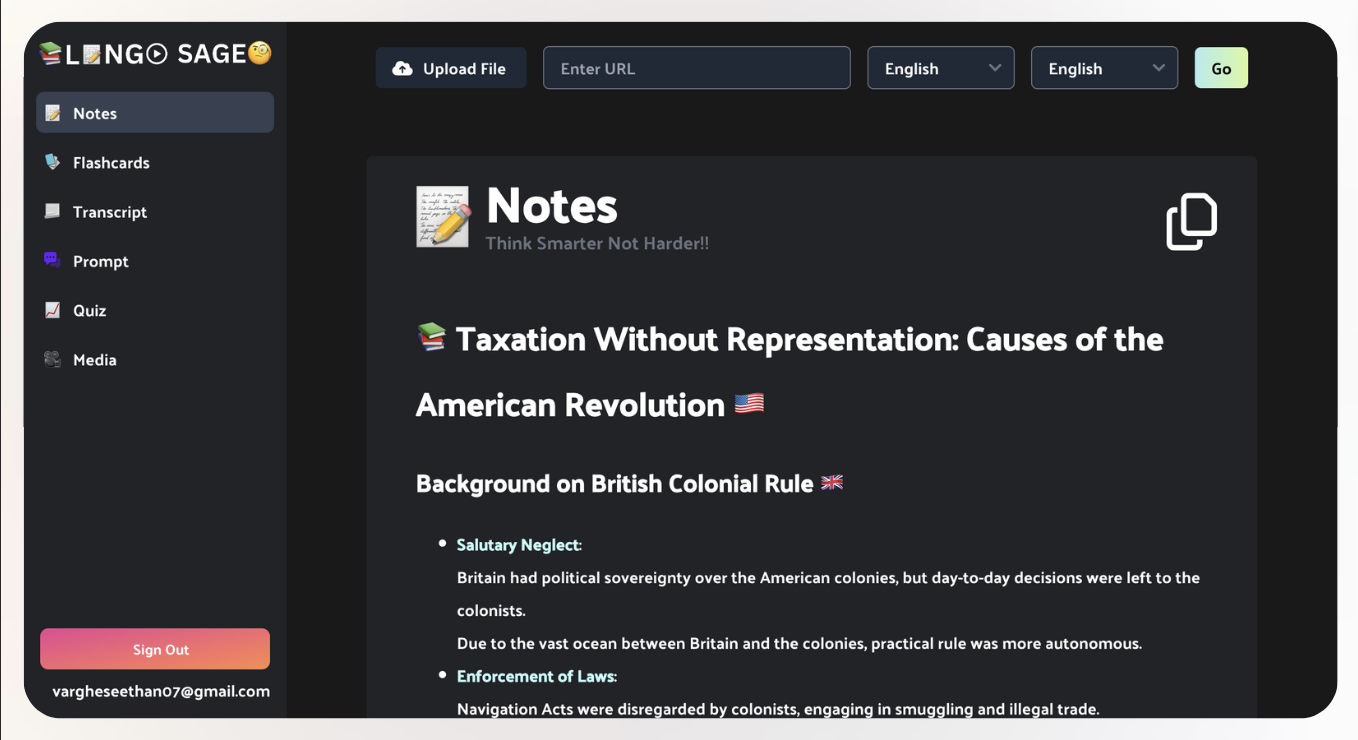 📚L📝NG▶ SAGE🧐
Notes
Flashcards
Transcript
Prompt
Quiz
Media
Sign Out
vargheseethan07@gmail.com
Upload File
Enter URL
English
English
Go
Notes
Think Smarter Not Harder!!
📚 Taxation Without Representation: Causes of the
American Revolution 🇺🇸
Background on British Colonial Rule 🇬🇧
• Salutary Neglect:
Britain had political sovereignty over the American colonies, but day-to-day decisions were left to the
colonists.
Due to the vast ocean between Britain and the colonies, practical rule was more autonomous.
• Enforcement of Laws:
Navigation Acts were disregarded by colonists, engaging in smuggling and illegal trade.